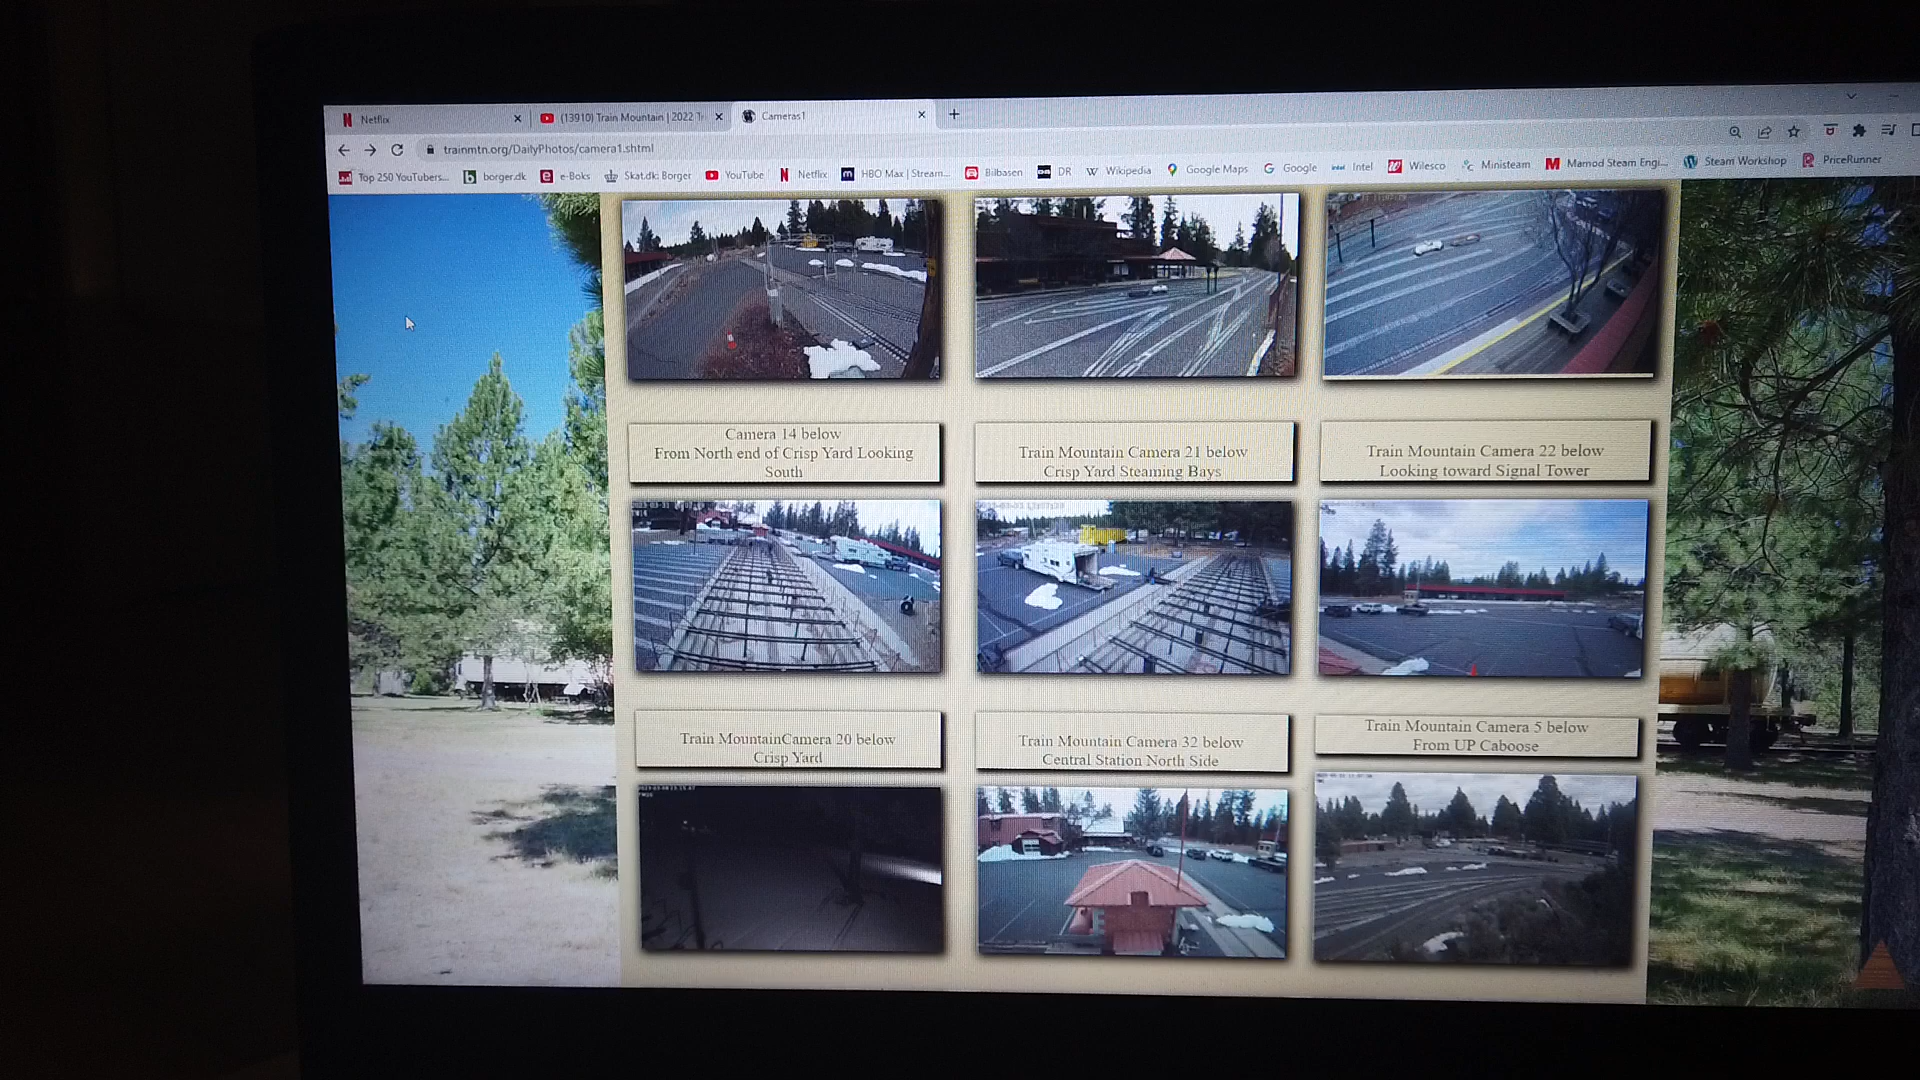 Netflix
(13910) Train Mountain | 2022 Tr
Cameras1
trainmtn.org/DailyPhotos/camera1.shtml
Top 250 YouTubers...
borger.dk
e-Boks
Skat.dk: Borger
YouTube
Netflix
HBO Max | Stream...
Bilbasen
DR
Wikipedia
Google Maps
Google
Intel
Wilesco
Ministeam
Mamod Steam Engi...
Steam Workshop
PriceRunner
Camera 14 below
From North end of Crisp Yard Looking
South
Train Mountain Camera 21 below
Crisp Yard Steaming Bays
Train Mountain Camera 22 below
Looking toward Signal Tower
Train MountainCamera 20 below
Crisp Yard
Train Mountain Camera 32 below
Central Station North Side
Train Mountain Camera 5 below
From UP Caboose